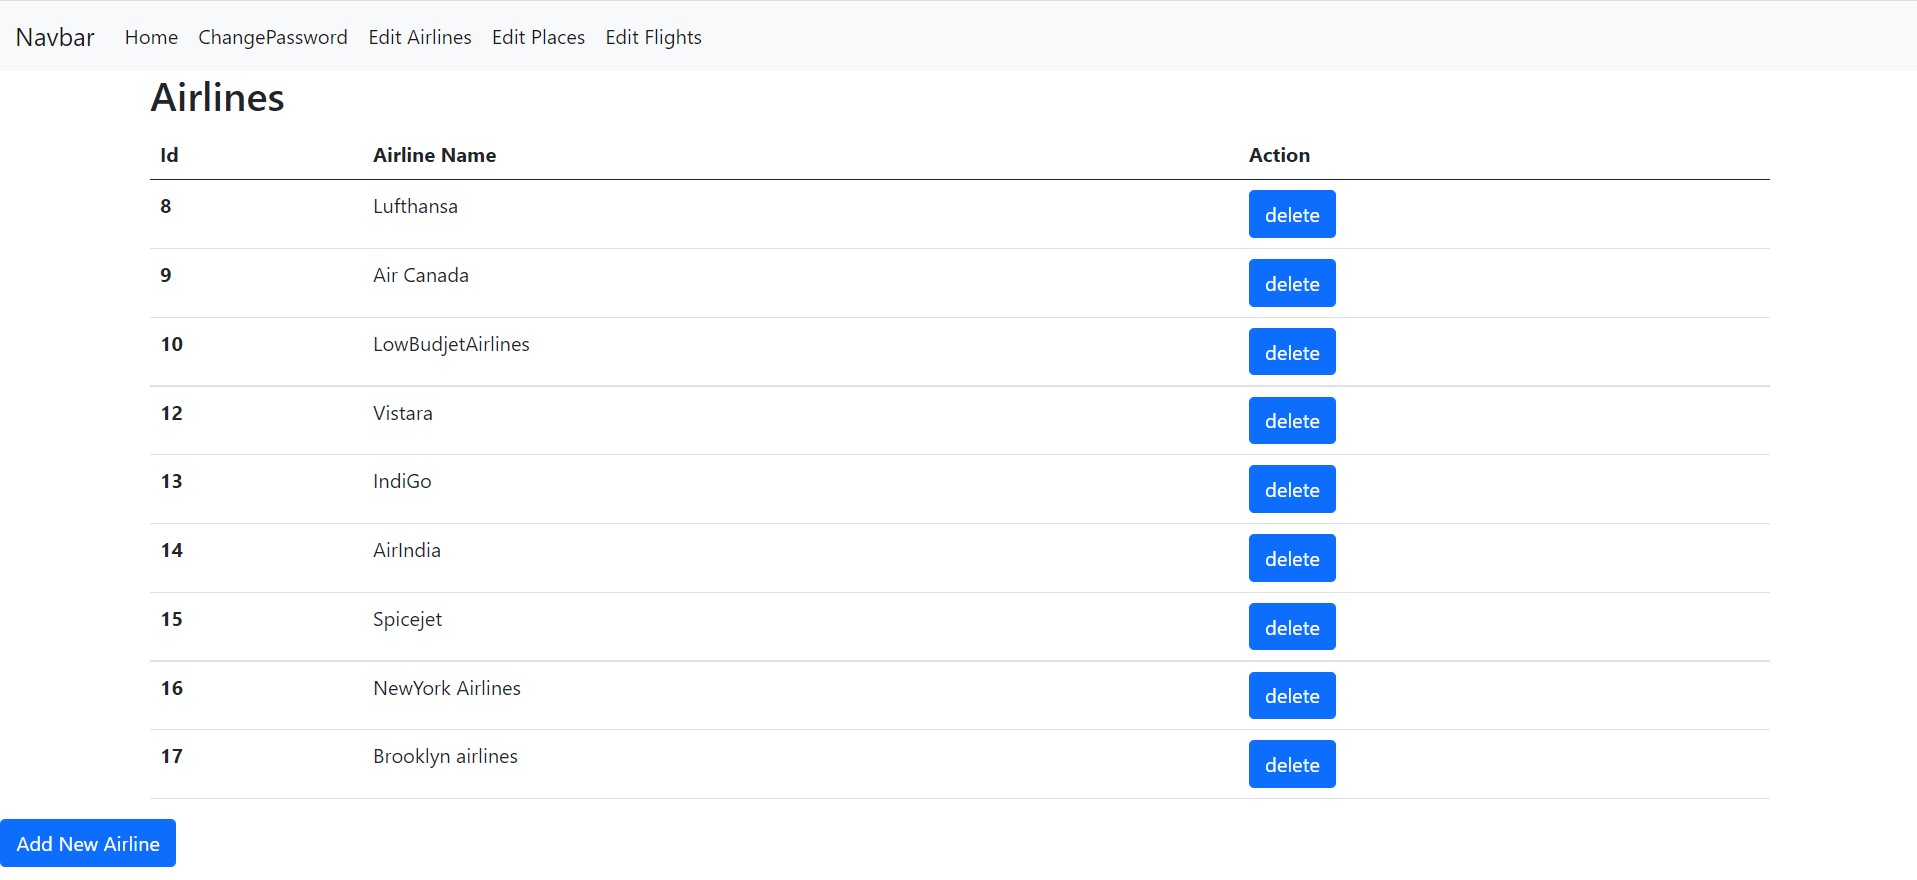 Navbar Home ChangePassword Edit Airlines Edit Places Edit Flights
Airlines
Id Airline Name Action
8 Lufthansa delete
9 Air Canada delete
10 LowBudjetAirlines delete
12 Vistara delete
13 IndiGo delete
14 AirIndia delete
15 Spicejet delete
16 NewYork Airlines delete
17 Brooklyn airlines delete
Add New Airline